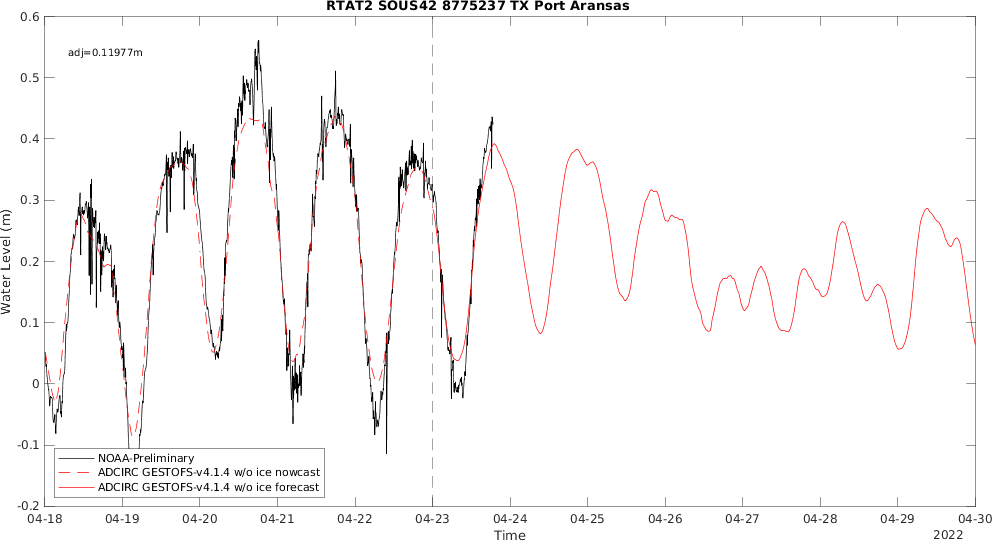 RTAT2 SOUS42 8775237 TX Port Aransas
adj=0.11977m
Water Level (m)
0.6
0.5
0.4
0.3
0.2
0.1
0
-0.1
-0.2
NOAA-Preliminary
ADCIRC GESTOFS-v4.1.4 w/o ice nowcast
ADCIRC GESTOFS-v4.1.4 w/o ice forecast
04-18 04-19 04-20 04-21 04-22 04-23 04-24 04-25 04-26 04-27 04-28 04-29 04-30
Time
2022